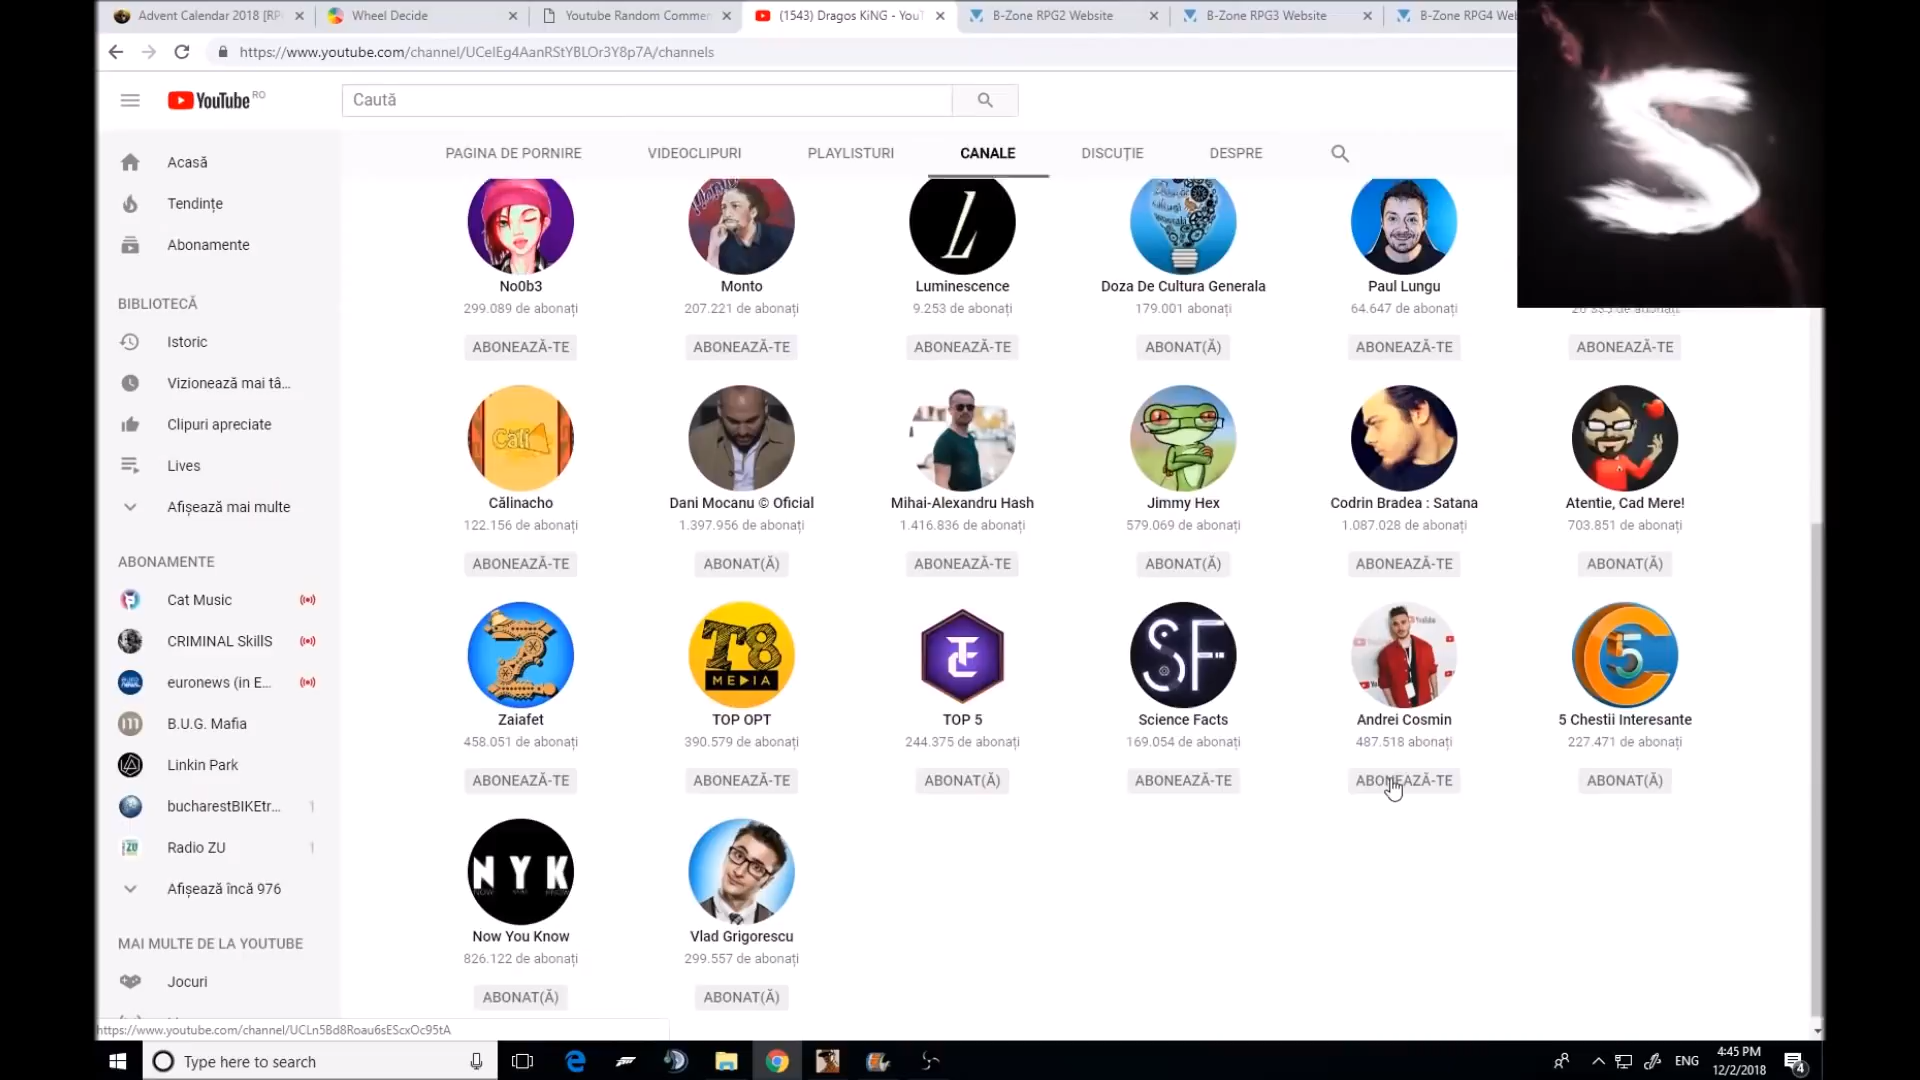 Advent Calendar 2018 [RP
Wheel Decide
Youtube Random Commen
(1543) Dragos KiNG - YouT
B-Zone RPG2 Website
B-Zone RPG3 Website
B-Zone RPG4 Web
https://www.youtube.com/channel/UCelEg4AanRStYBLOr3Y8p7A/channels
YouTube RO
Caută
PAGINA DE PORNIRE VIDEOCLIPURI PLAYLISTURI CANALE DISCUȚIE DESPRE
S
Acasă
Tendințe
Abonamente
BIBLIOTECĂ
Istoric
Vizionează mai tâ...
Clipuri apreciate
Lives
Afișează mai multe
ABONAMENTE
Cat Music
CRIMINAL SkillS
euronews (in E...
B.U.G. Mafia
Linkin Park
bucharestBIKEtr... 1
Radio ZU 1
Afișează încă 976
MAI MULTE DE LA YOUTUBE
Jocuri
No0b3 Monto Luminescence Doza De Cultura Generala Paul Lungu
299.089 de abonați 207.221 de abonați 9.253 de abonați 179.001 abonați 64.647 de abonați
ABONEAZĂ-TE ABONEAZĂ-TE ABONEAZĂ-TE ABONAT(Ă) ABONEAZĂ-TE ABONEAZĂ-TE
Căli
Călinacho Dani Mocanu © Oficial Mihai-Alexandru Hash Jimmy Hex Codrin Bradea : Satana Atentie, Cad Mere!
122.156 de abonați 1.397.956 de abonați 1.416.836 de abonați 579.069 de abonați 1.087.028 de abonați 703.851 de abonați
ABONEAZĂ-TE ABONAT(Ă) ABONEAZĂ-TE ABONAT(Ă) ABONEAZĂ-TE ABONAT(Ă)
T8 SF C5
MEDIA
Zaiafet TOP OPT TOP 5 Science Facts Andrei Cosmin 5 Chestii Interesante
458.051 de abonați 390.579 de abonați 244.375 de abonați 169.054 de abonați 487.518 abonați 227.471 de abonați
ABONEAZĂ-TE ABONEAZĂ-TE ABONAT(Ă) ABONEAZĂ-TE ABONEAZĂ-TE ABONAT(Ă)
NYK
Now You Know Vlad Grigorescu
826.122 de abonați 299.557 de abonați
ABONAT(Ă) ABONAT(Ă)
https://www.youtube.com/channel/UCLn5Bd8Roau6sEScxOc95tA
Type here to search
ENG
4:45 PM
12/2/2018
4